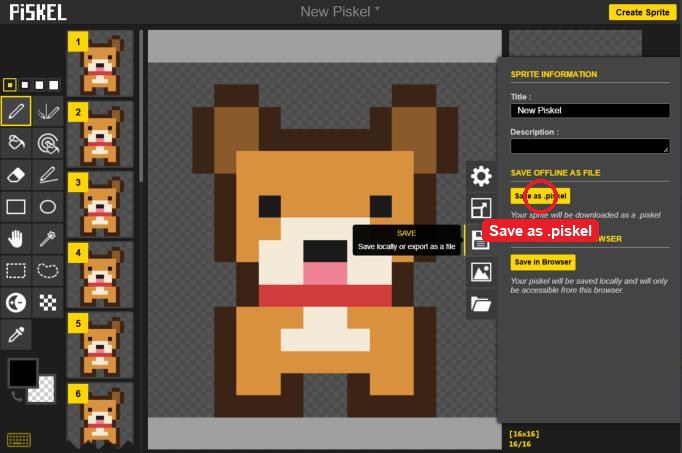 PiSKEL
New Piskel *
Create Sprite
1
2
3
4
5
6
SAVE
Save locally or export as a file
SPRITE INFORMATION
Title :
New Piskel
Description :
SAVE OFFLINE AS FILE
Save as .piskel
Your sprite will be downloaded as a .piskel
Save as .piskel
WSER
Save in Browser
Your piskel will be saved locally and will only
be accessible from this browser.
[16x16]
16/16